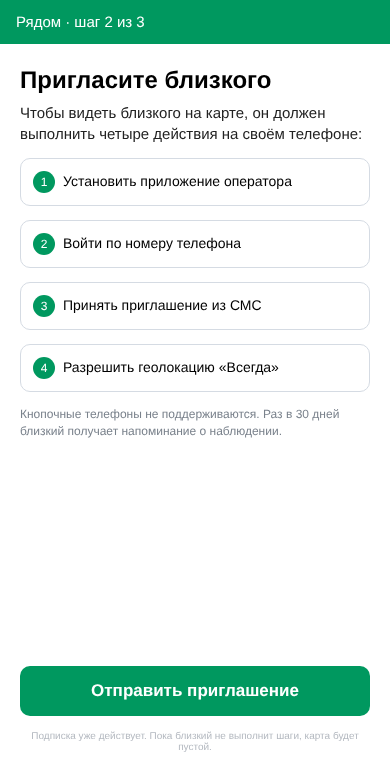 Рядом · шаг 2 из 3
Пригласите близкого
Чтобы видеть близкого на карте, он должен
выполнить четыре действия на своём телефоне:
1 Установить приложение оператора
2 Войти по номеру телефона
3 Принять приглашение из СМС
4 Разрешить геолокацию «Всегда»
Кнопочные телефоны не поддерживаются. Раз в 30 дней
близкий получает напоминание о наблюдении.
Отправить приглашение
Подписка уже действует. Пока близкий не выполнит шаги, карта будет
пустой.